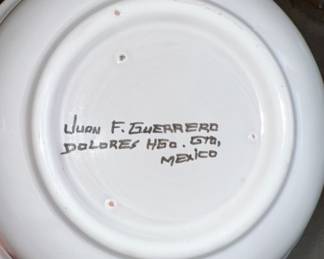 JUAN F. GUERRERO
DOLORES HGO. GTO,
MEXICO